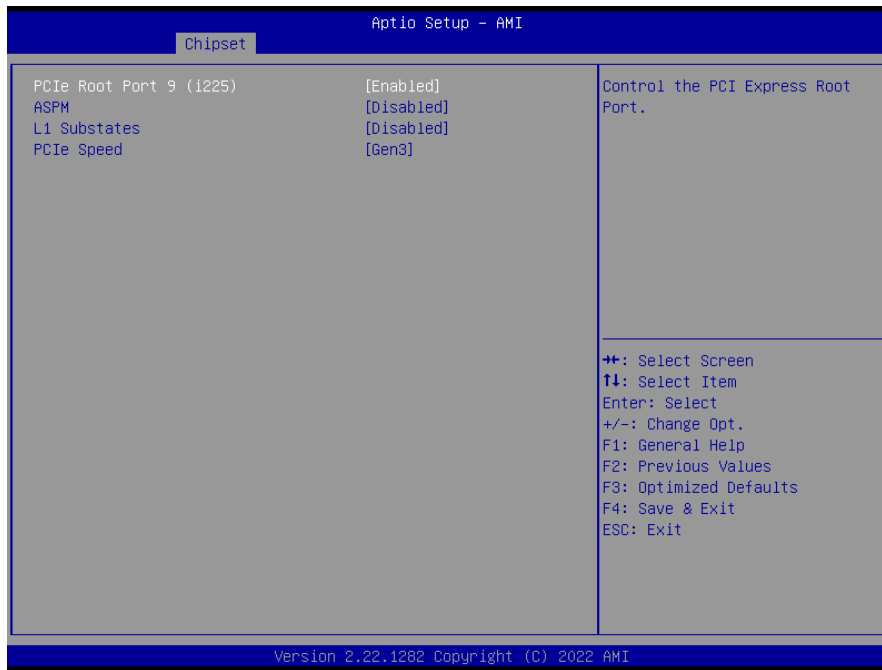 Aptio Setup – AMI
Chipset
PCIe Root Port 9 (i225) [Enabled]
ASPM [Disabled]
L1 Substates [Disabled]
PCIe Speed [Gen3]
Control the PCI Express Root
Port.
→←: Select Screen
↑↓: Select Item
Enter: Select
+/-: Change Opt.
F1: General Help
F2: Previous Values
F3: Optimized Defaults
F4: Save & Exit
ESC: Exit
Version 2.22.1282 Copyright (C) 2022 AMI